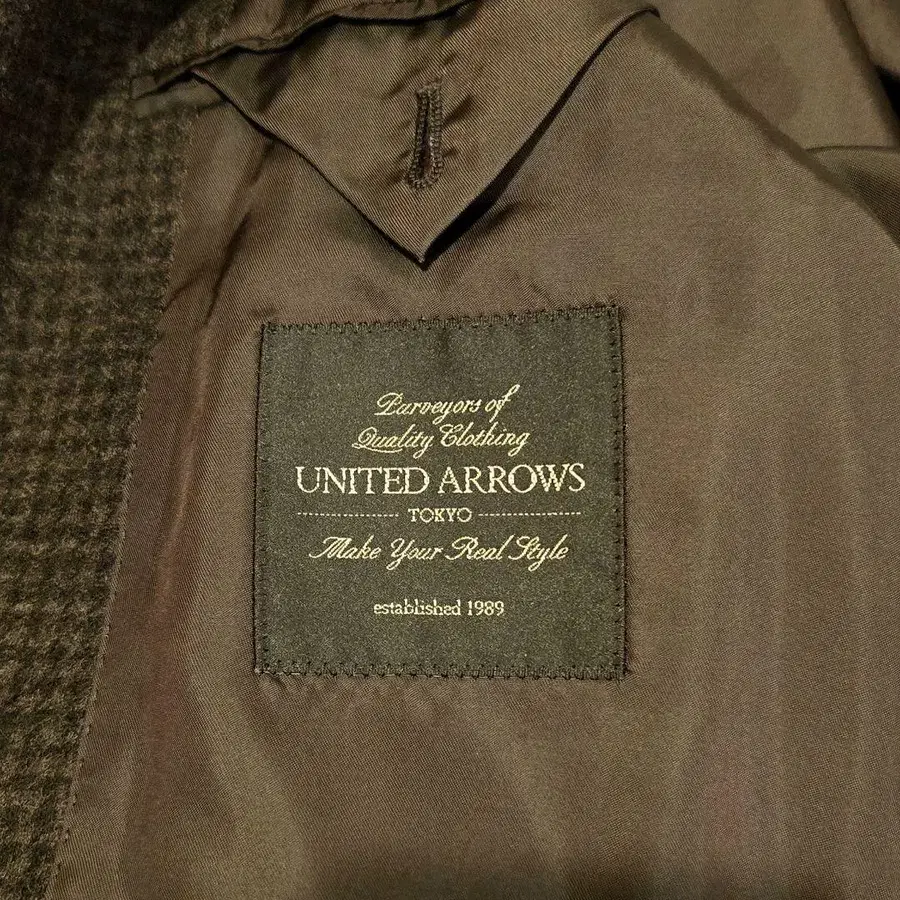 Purveyors of
Quality Clothing
UNITED ARROWS
TOKYO
Make Your Real Style
established 1989